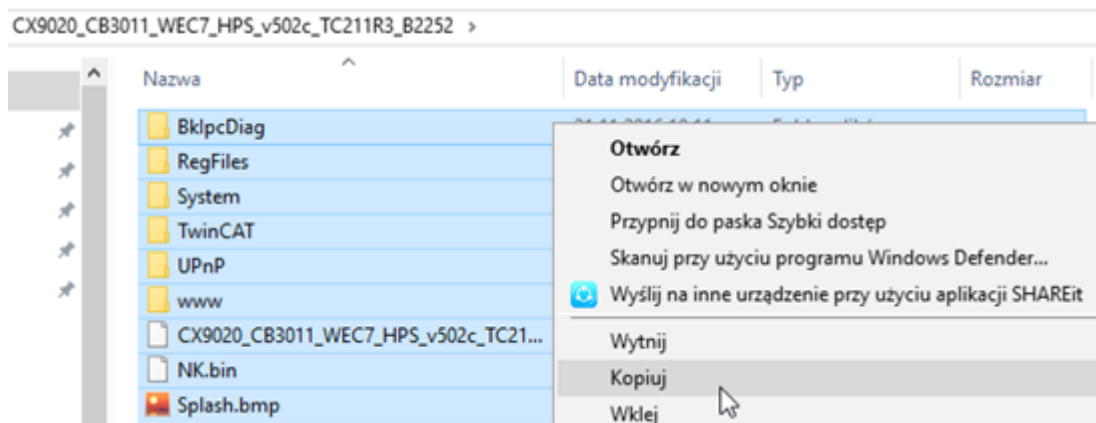 CX9020_CB3011_WEC7_HPS_v502c_TC211R3_B2252 >
Nazwa Data modyfikacji Typ Rozmiar
BkIpcDiag
RegFiles
System
TwinCAT
UPnP
www
CX9020_CB3011_WEC7_HPS_v502c_TC21...
NK.bin
Splash.bmp
Otwórz
Otwórz w nowym oknie
Przypnij do paska Szybki dostęp
Skanuj przy użyciu programu Windows Defender...
Wyślij na inne urządzenie przy użyciu aplikacji SHAREit
Wytnij
Kopiuj
Wklej